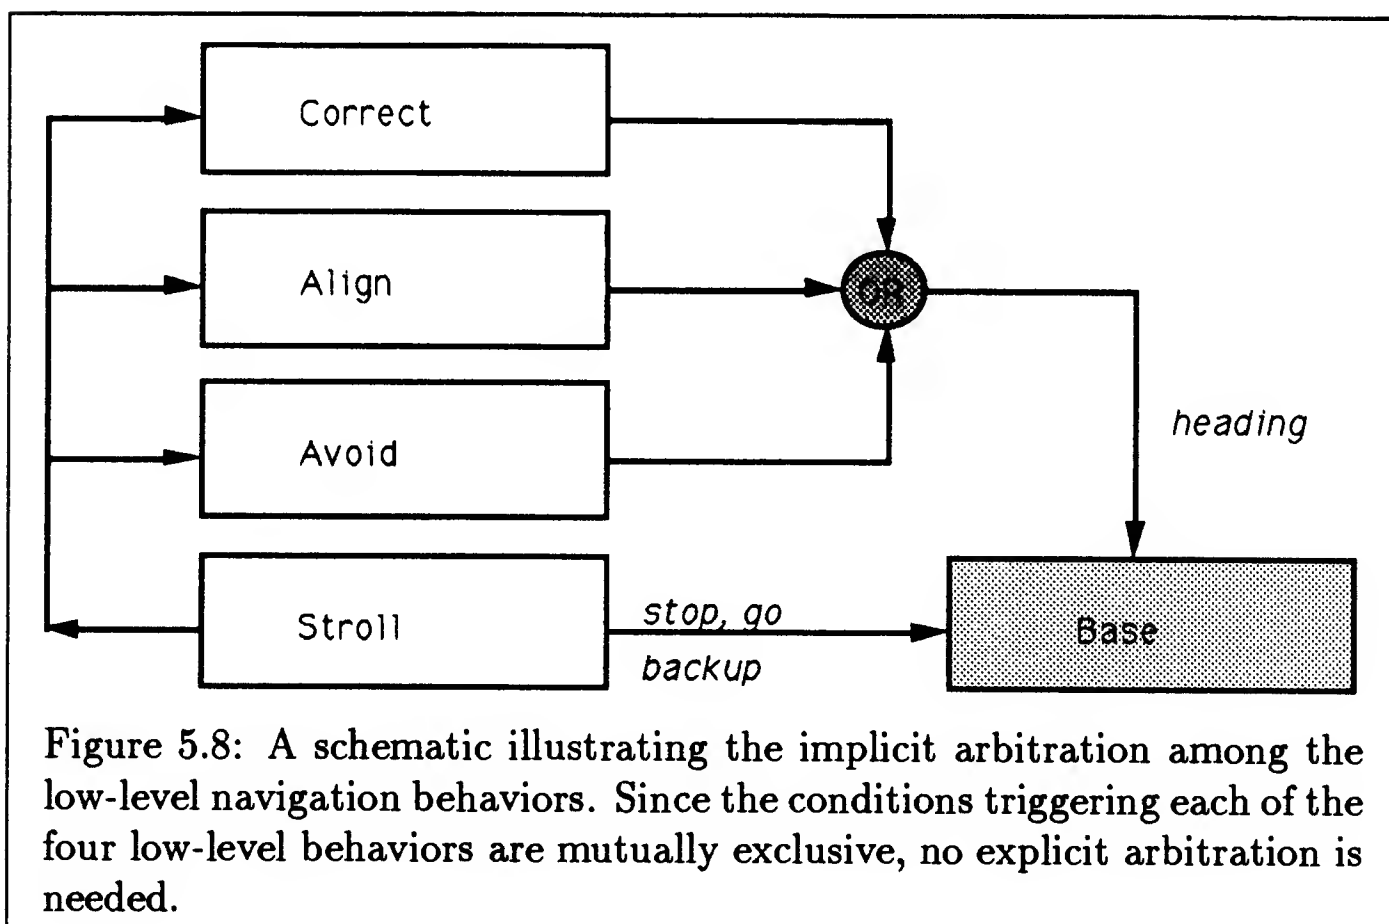 Correct
Align
OR
Avoid
heading
Stroll
stop, go
backup
Base
Figure 5.8: A schematic illustrating the implicit arbitration among the
low-level navigation behaviors. Since the conditions triggering each of the
four low-level behaviors are mutually exclusive, no explicit arbitration is
needed.